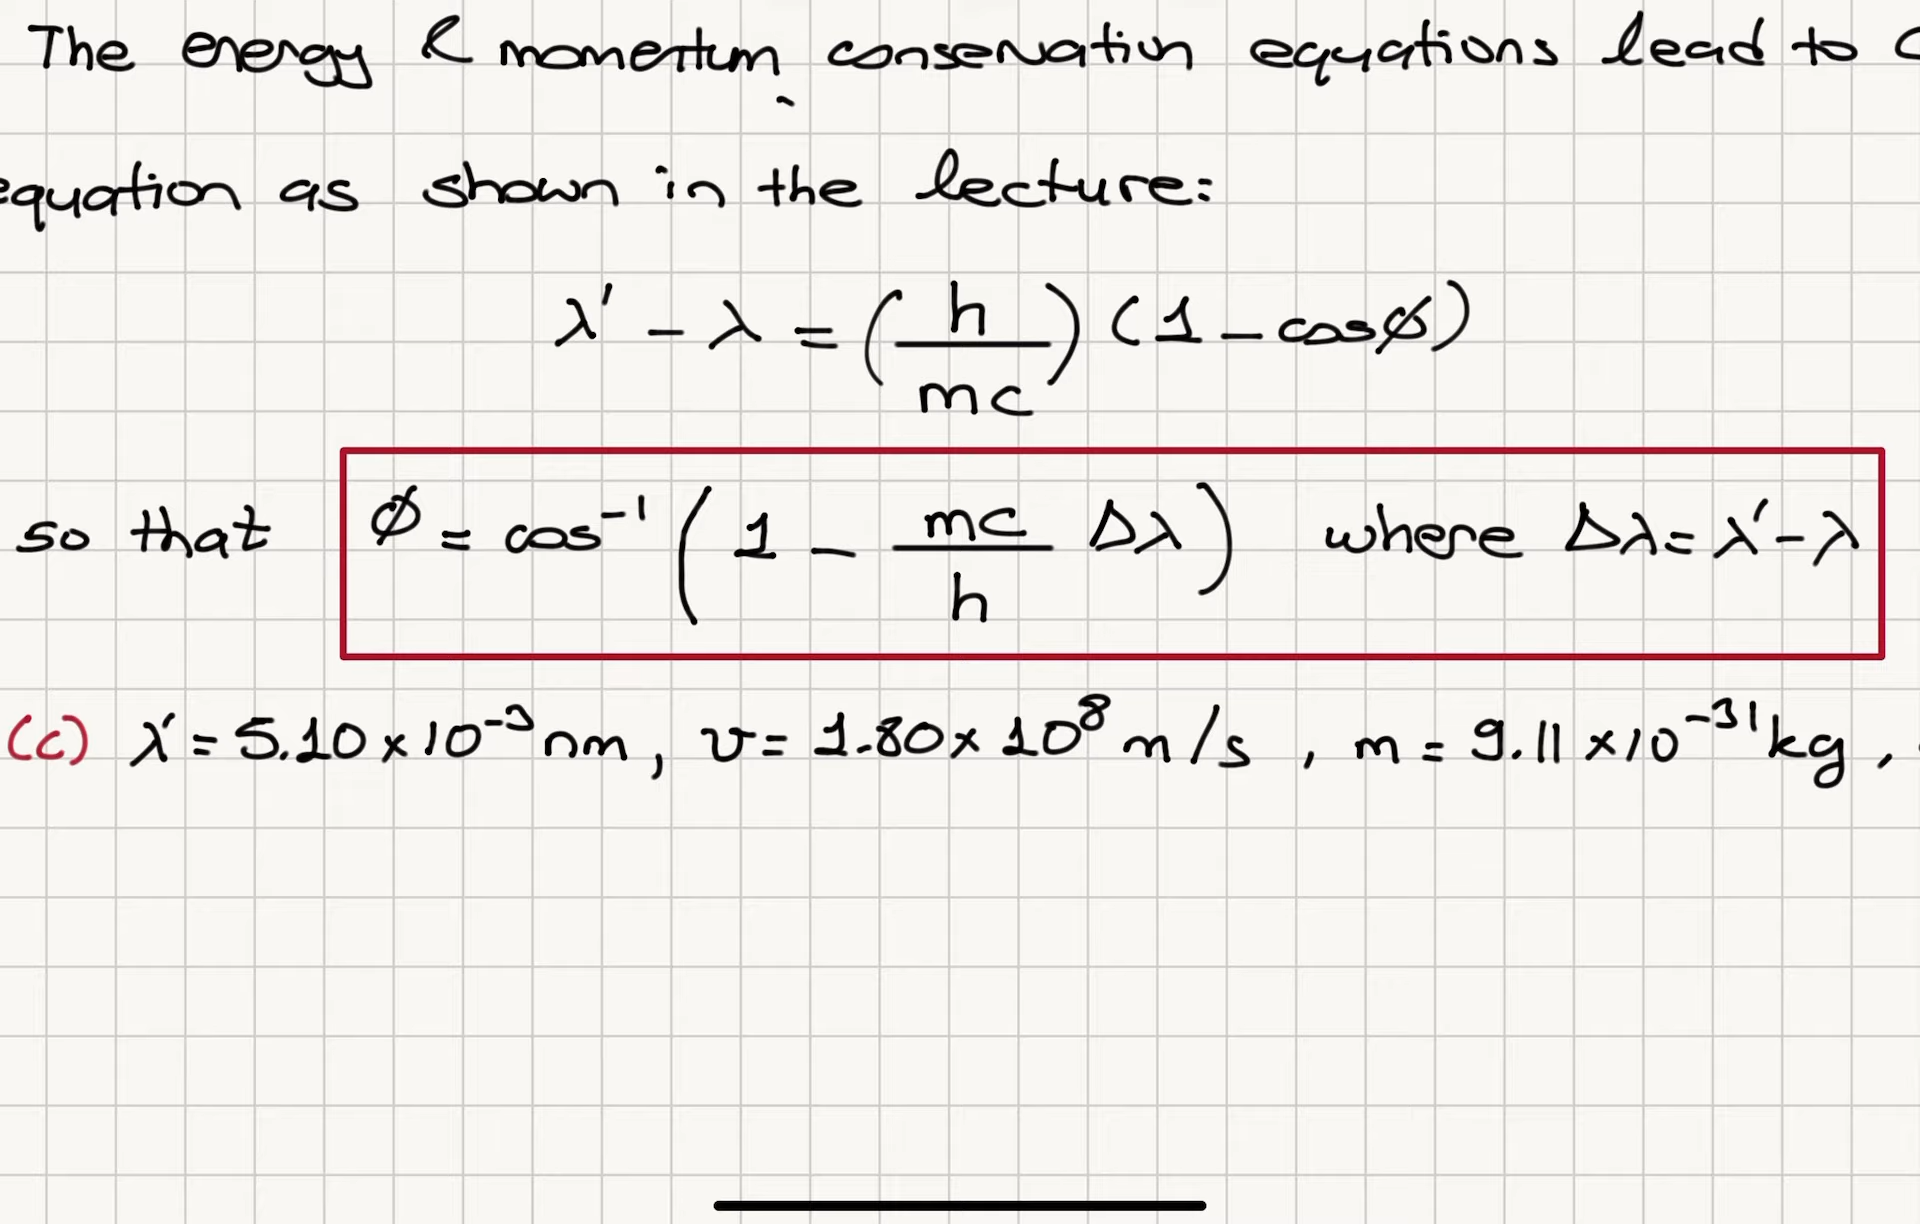 The energy & momentum conservation equations lead to
equation as shown in the lecture:
λ' - λ = (h/mc) (1 - cosø)
so that ø = cos⁻¹ (1 - mc/h Δλ) where Δλ = λ' - λ
(c) λ' = 5.10 × 10⁻³ nm, v = 1.80 × 10⁸ m/s, m = 9.11 × 10⁻³¹ kg,